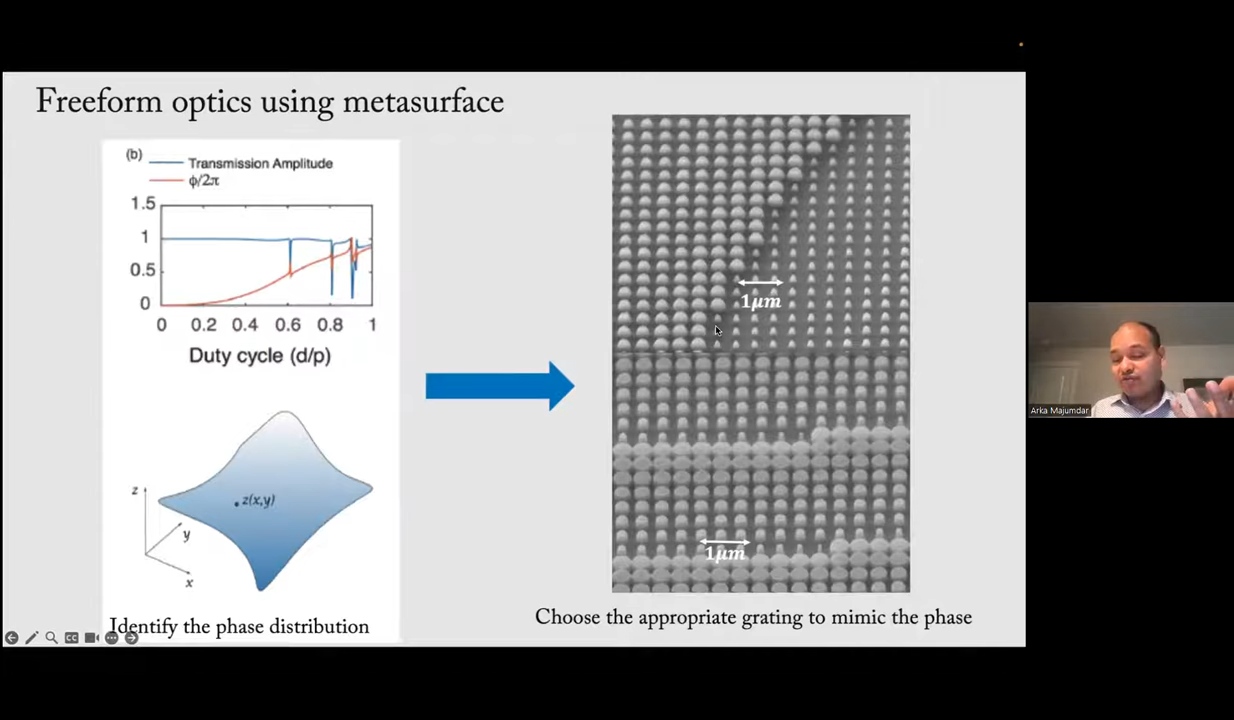 Freeform optics using metasurface
(b)
Transmission Amplitude
ϕ/2π
1.5
1
0.5
0
0 0.2 0.4 0.6 0.8 1
Duty cycle (d/p)
z
z(x,y)
y
x
Identify the phase distribution
1μm
1μm
Choose the appropriate grating to mimic the phase
CC
Arka Majumdar